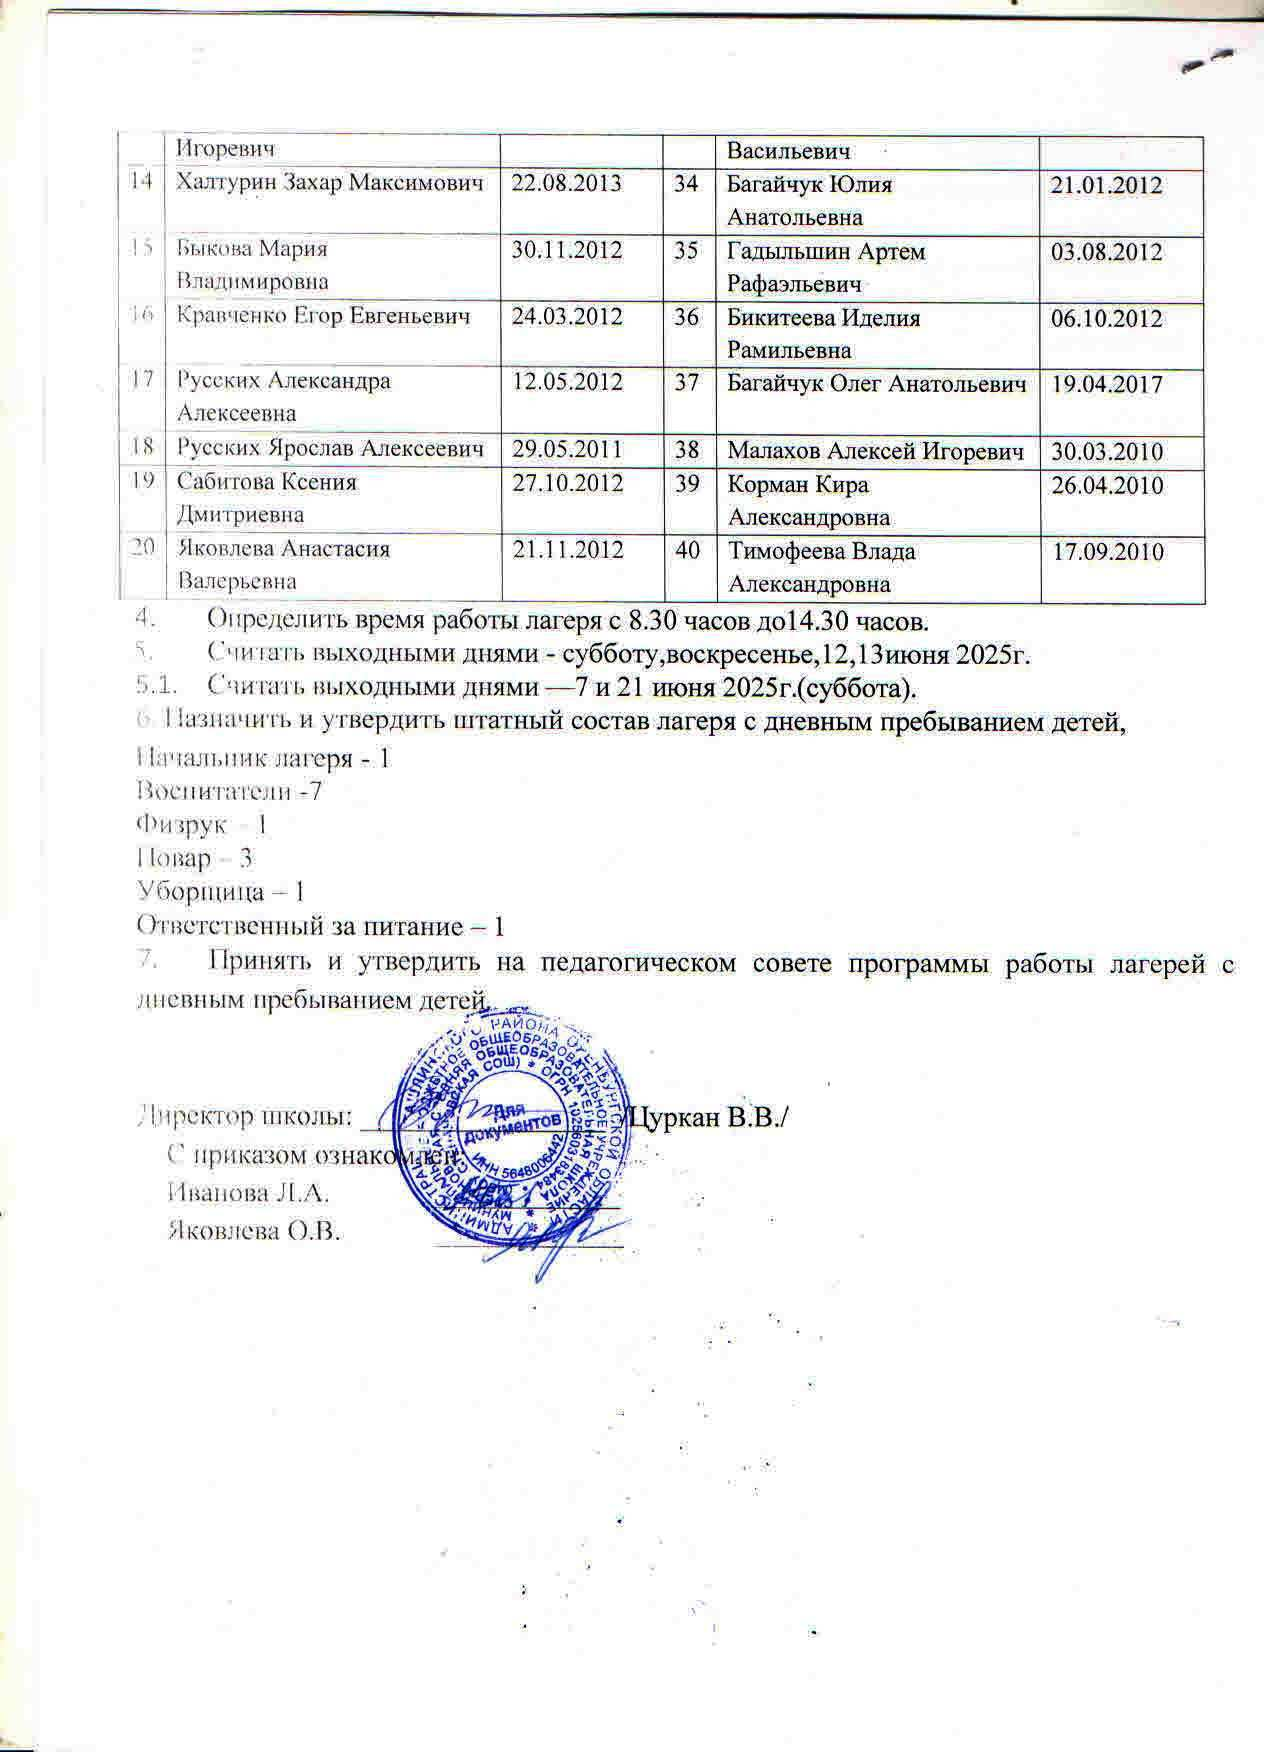 Игоревич Васильевич
14 Халтурин Захар Максимович 22.08.2013 34 Багайчук Юлия 21.01.2012
Анатольевна
15 Быкова Мария 30.11.2012 35 Гадыльшин Артем 03.08.2012
Владимировна Рафаэльевич
16 Кравченко Егор Евгеньевич 24.03.2012 36 Бикитеева Иделия 06.10.2012
Рамильевна
17 Русских Александра 12.05.2012 37 Багайчук Олег Анатольевич 19.04.2017
Алексеевна
18 Русских Ярослав Алексеевич 29.05.2011 38 Малахов Алексей Игоревич 30.03.2010
19 Сабитова Ксения 27.10.2012 39 Корман Кира 26.04.2010
Дмитриевна Александровна
20 Яковлева Анастасия 21.11.2012 40 Тимофеева Влада 17.09.2010
Валерьевна Александровна
4. Определить время работы лагеря с 8.30 часов до14.30 часов.
5. Считать выходными днями - субботу,воскресенье,12,13июня 2025г.
5.1. Считать выходными днями —7 и 21 июня 2025г.(суббота).
6. Назначить и утвердить штатный состав лагеря с дневным пребыванием детей,
Начальник лагеря - 1
Воспитатели -7
Физрук – 1
Повар – 3
Уборщица – 1
Ответственный за питание – 1
7. Принять и утвердить на педагогическом совете программы работы лагерей с
дневным пребыванием детей.
Директор школы: /Цуркан В.В./
С приказом ознакомлен:
Иванова Л.А.
Яковлева О.В.
Для
документов
ИНН 5648006442